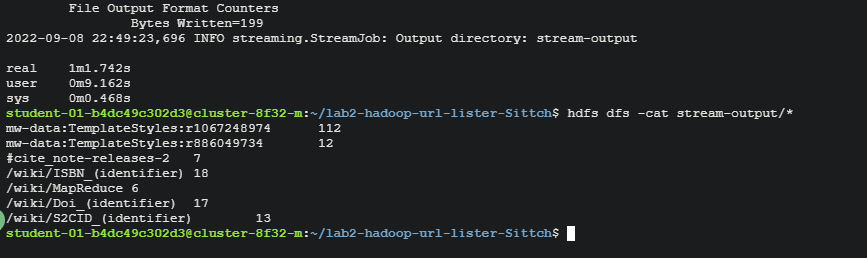 File Output Format Counters
Bytes Written=199
2022-09-08 22:49:23,696 INFO streaming.StreamJob: Output directory: stream-output
real 1m1.742s
user 0m9.162s
sys 0m0.468s
student-01-b4dc49c302d3@cluster-8f32-m:~/lab2-hadoop-url-lister-Sittch$ hdfs dfs -cat stream-output/*
mw-data:TemplateStyles:r1067248974 112
mw-data:TemplateStyles:r886049734 12
#cite_note-releases-2 7
/wiki/ISBN_(identifier) 18
/wiki/MapReduce 6
/wiki/Doi_(identifier) 17
/wiki/S2CID_(identifier) 13
student-01-b4dc49c302d3@cluster-8f32-m:~/lab2-hadoop-url-lister-Sittch$